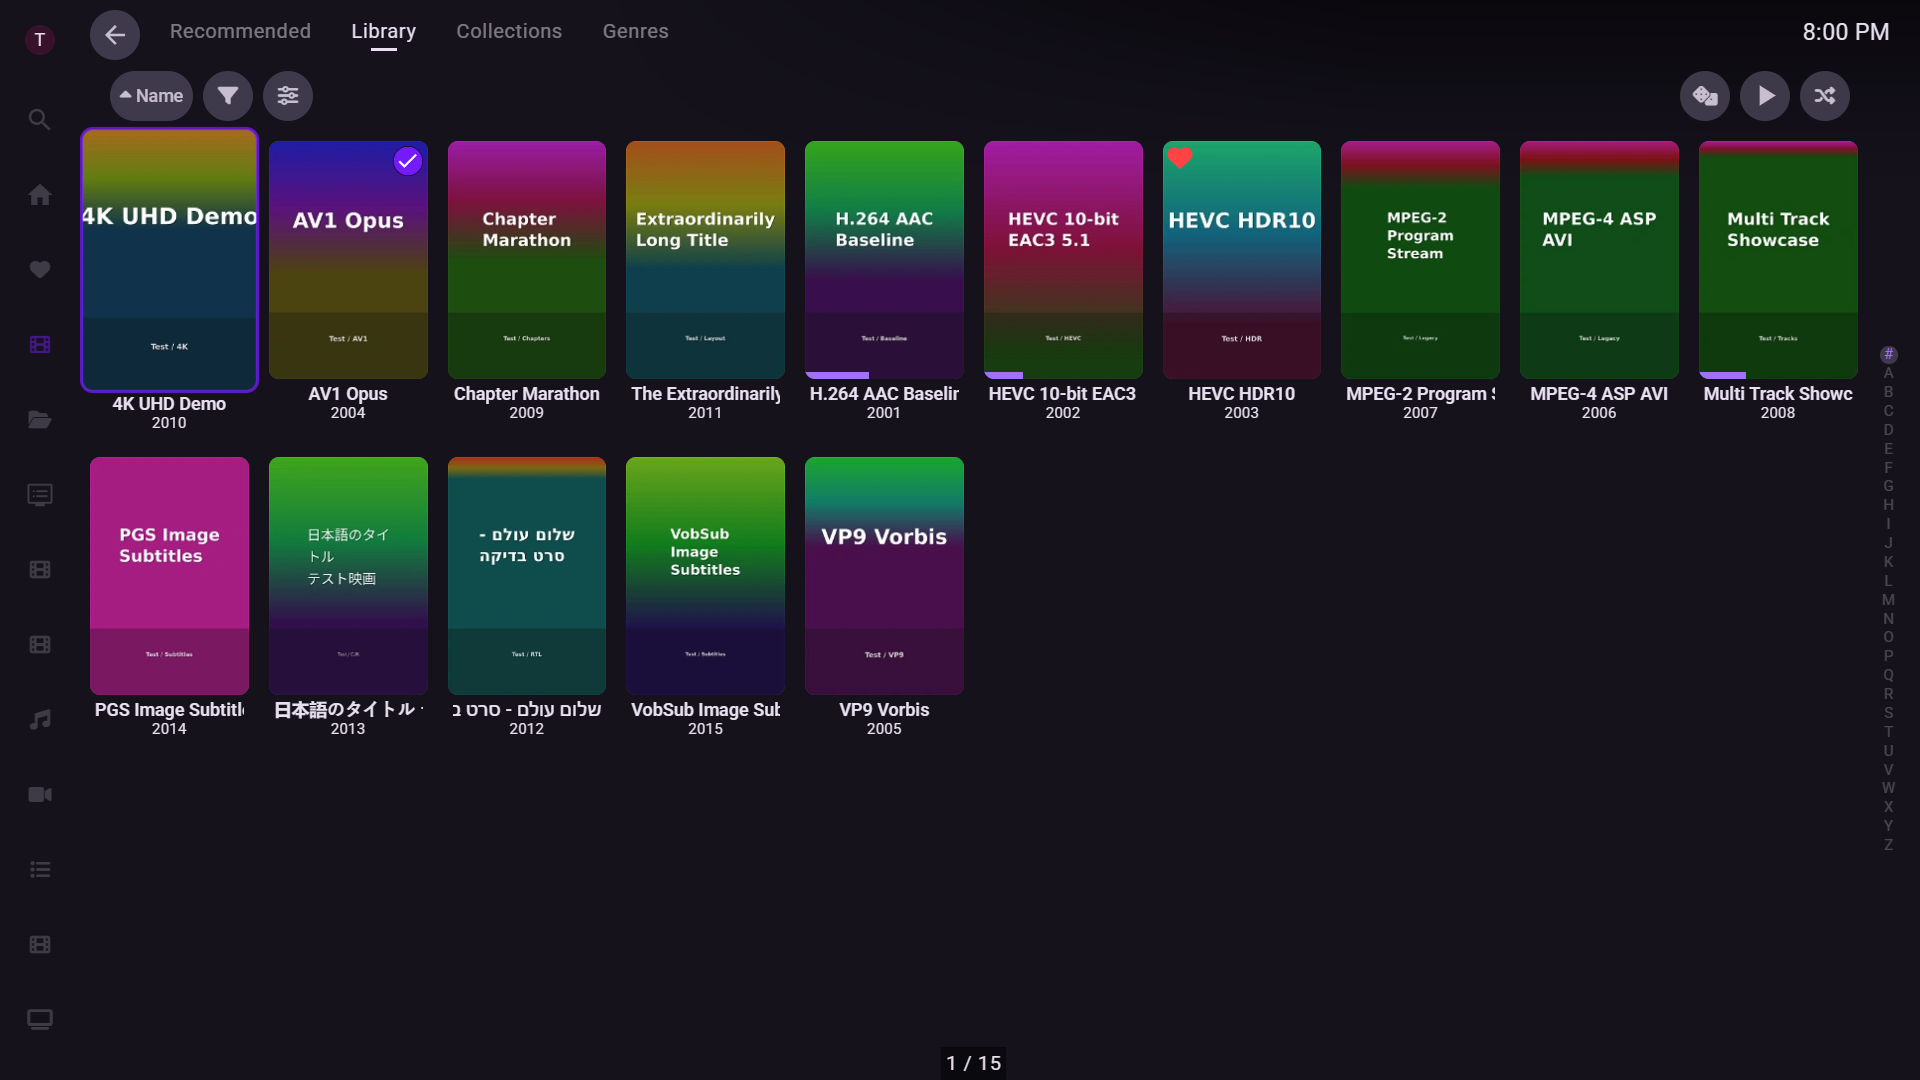 T
Recommended
Library
Collections
Genres
8:00 PM
Name
4K UHD Demo
Test / 4K
4K UHD Demo
2010
AV1 Opus
Test / AV1
AV1 Opus
2004
Chapter
Marathon
Test / Chapters
Chapter Marathon
2009
Extraordinarily
Long Title
Test / Layout
The Extraordinarily
2011
H.264 AAC
Baseline
Test / Baseline
H.264 AAC Baselin
2001
HEVC 10-bit
EAC3 5.1
Test / HEVC
HEVC 10-bit EAC3
2002
HEVC HDR10
Test / HDR
HEVC HDR10
2003
MPEG-2
Program
Stream
Test / Legacy
MPEG-2 Program S
2007
MPEG-4 ASP
AVI
Test / Legacy
MPEG-4 ASP AVI
2006
Multi Track
Showcase
Test / Tracks
Multi Track Showc
2008
PGS Image
Subtitles
Test / Subtitles
PGS Image Subtitl
2014
日本語のタイ
トル
テスト映画
Test / CJK
日本語のタイトル
2013
שלום עולם -
סרט בדיקה
Test / RTL
שלום עולם - סרט ב
2012
VobSub
Image
Subtitles
Test / Subtitles
VobSub Image Sub
2015
VP9 Vorbis
Test / VP9
VP9 Vorbis
2005
#
A
B
C
D
E
F
G
H
I
J
K
L
M
N
O
P
Q
R
S
T
U
V
W
X
Y
Z
1 / 15